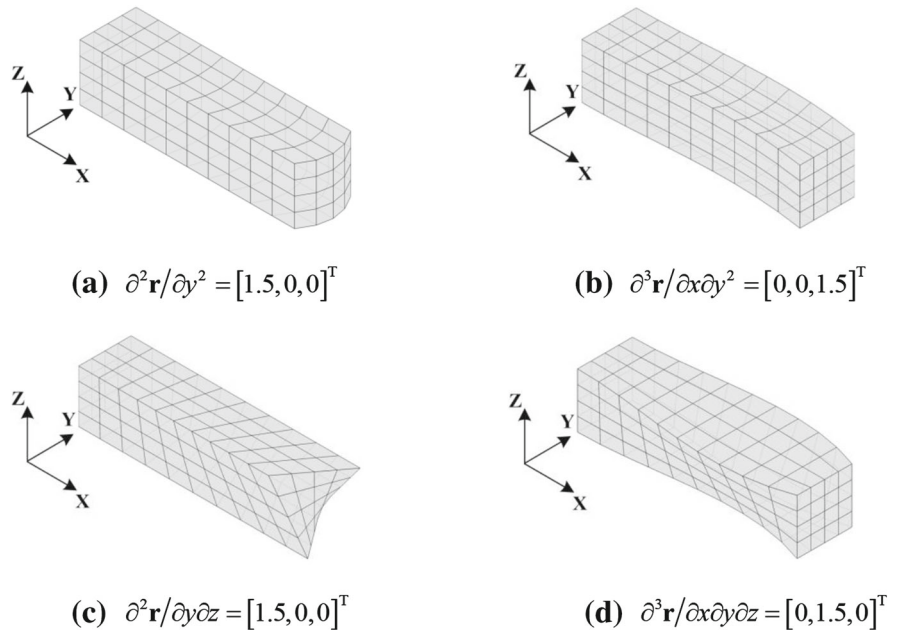 Z Y X
Z Y X
(a) ∂²r/∂y² = [1.5,0,0]ᵀ
(b) ∂³r/∂x∂y² = [0,0,1.5]ᵀ
Z Y X
Z Y X
(c) ∂²r/∂y∂z = [1.5,0,0]ᵀ
(d) ∂³r/∂x∂y∂z = [0,1.5,0]ᵀ